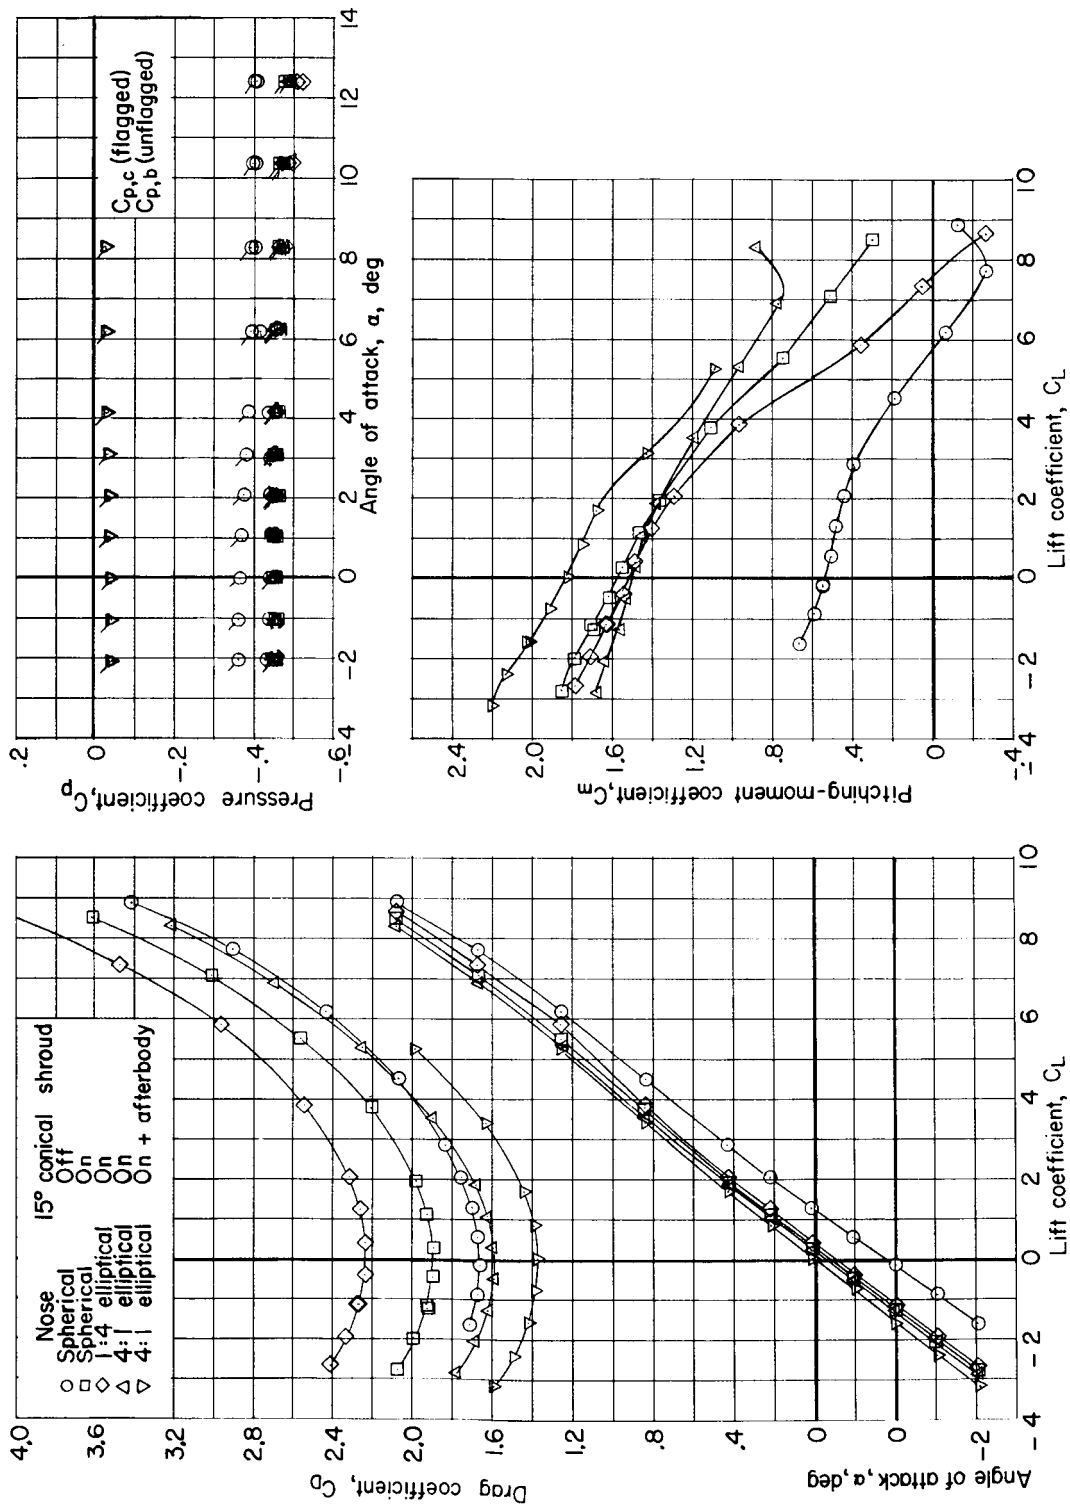 Nose 15° conical shroud
○ Spherical Off
□ Spherical On
◇ 1:4 elliptical On
△ 4:1 elliptical On
▽ 4:1 elliptical On + afterbody
4.0
3.6
3.2
2.8
2.4
2.0
1.6
1.2
.8
0
0
-2
Drag coefficient, C_D
Angle of attack, α, deg
-4 -2 0 2 4 6 8 10
Lift coefficient, C_L
.2
0
-.2
-.4
-.6
Pressure coefficient, C_p
C_p,c (flagged)
C_p,b (unflagged)
-4 -2 0 2 4 6 8 10 12 14
Angle of attack, α, deg
2.4
2.0
1.6
1.2
.8
.4
0
-.4
Pitching-moment coefficient, C_m
-4 -2 0 2 4 6 8 10
Lift coefficient, C_L